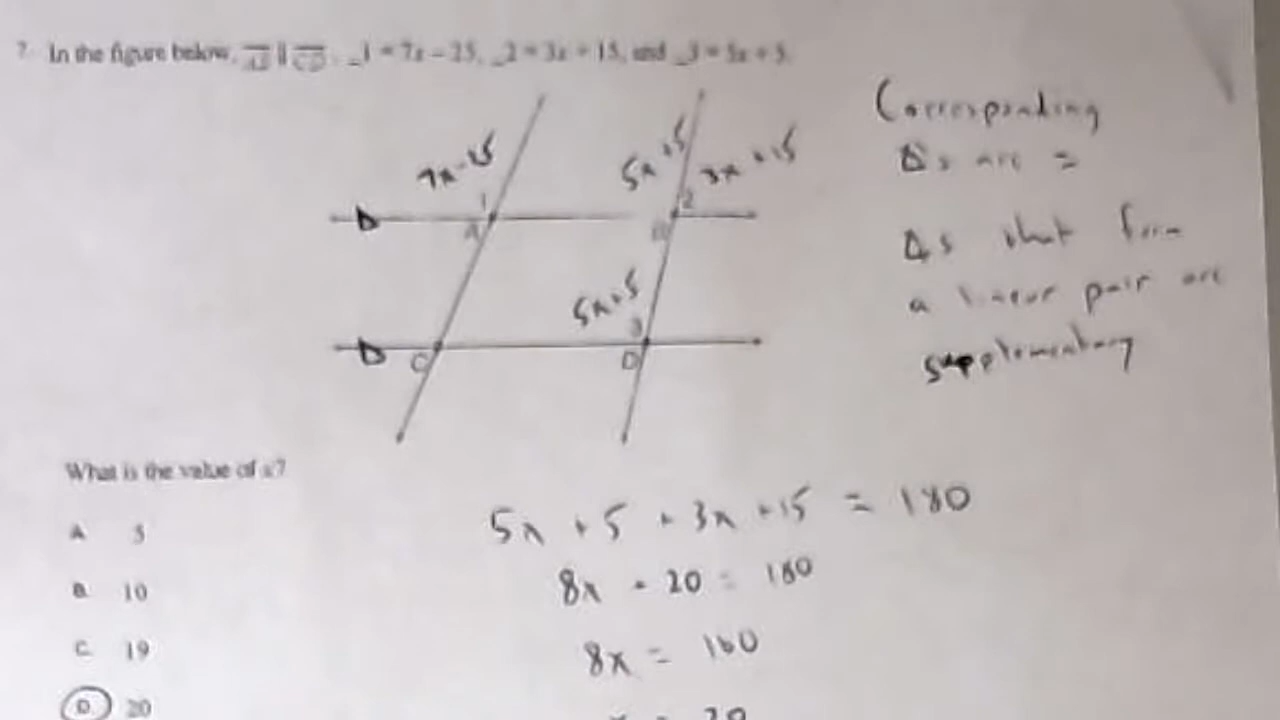 7. In the figure below, AB || CD, ∠1 = 7x − 25, ∠2 = 3x + 15, and ∠3 = 5x + 5.
7x - 25
5x + 5
3x + 15
1
2
A
B
5x + 5
3
C
D
Corresponding
∠s are =
∠s that form
a linear pair are
supplementary
What is the value of x?
A. 5
B. 10
C. 19
D. 20
5x + 5 + 3x + 15 = 180
8x + 20 = 180
8x = 160
x = 20